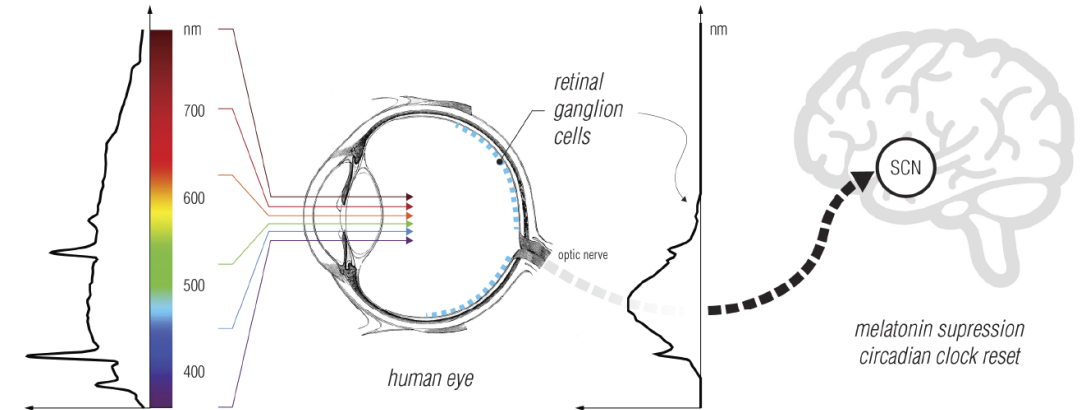 nm
700
600
500
400
human eye
retinal
ganglion
cells
optic nerve
nm
SCN
melatonin supression
circadian clock reset